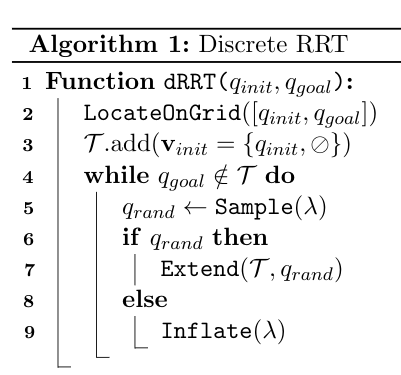 Algorithm 1: Discrete RRT
1 Function dRRT(q_init, q_goal):
2 LocateOnGrid([q_init, q_goal])
3 𝒯.add(v_init = {q_init, ⊘})
4 while q_goal ∉ 𝒯 do
5 q_rand ← Sample(λ)
6 if q_rand then
7 Extend(𝒯, q_rand)
8 else
9 Inflate(λ)